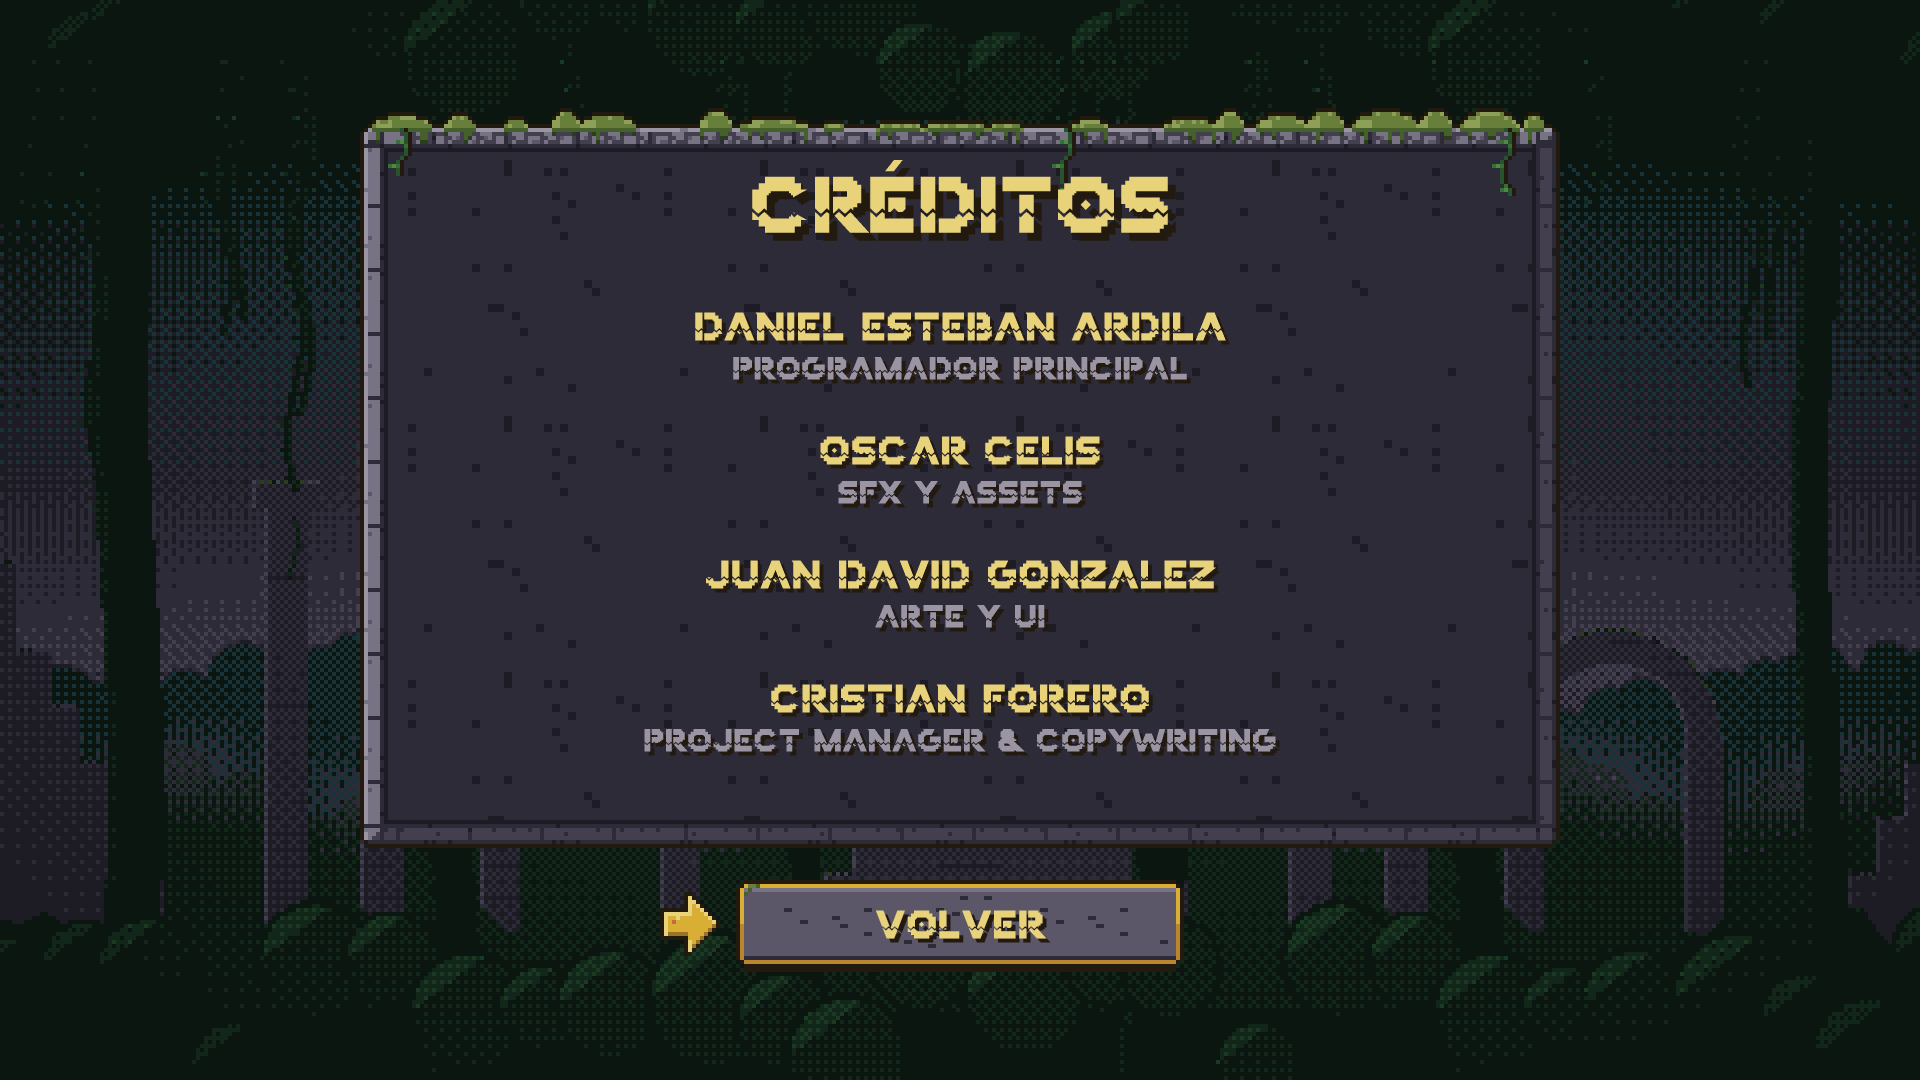 CRÉDITOS
DANIEL ESTEBAN ARDILA
PROGRAMADOR PRINCIPAL
OSCAR CELIS
SFX Y ASSETS
JUAN DAVID GONZALEZ
ARTE Y UI
CRISTIAN FORERO
PROJECT MANAGER & COPYWRITING
VOLVER